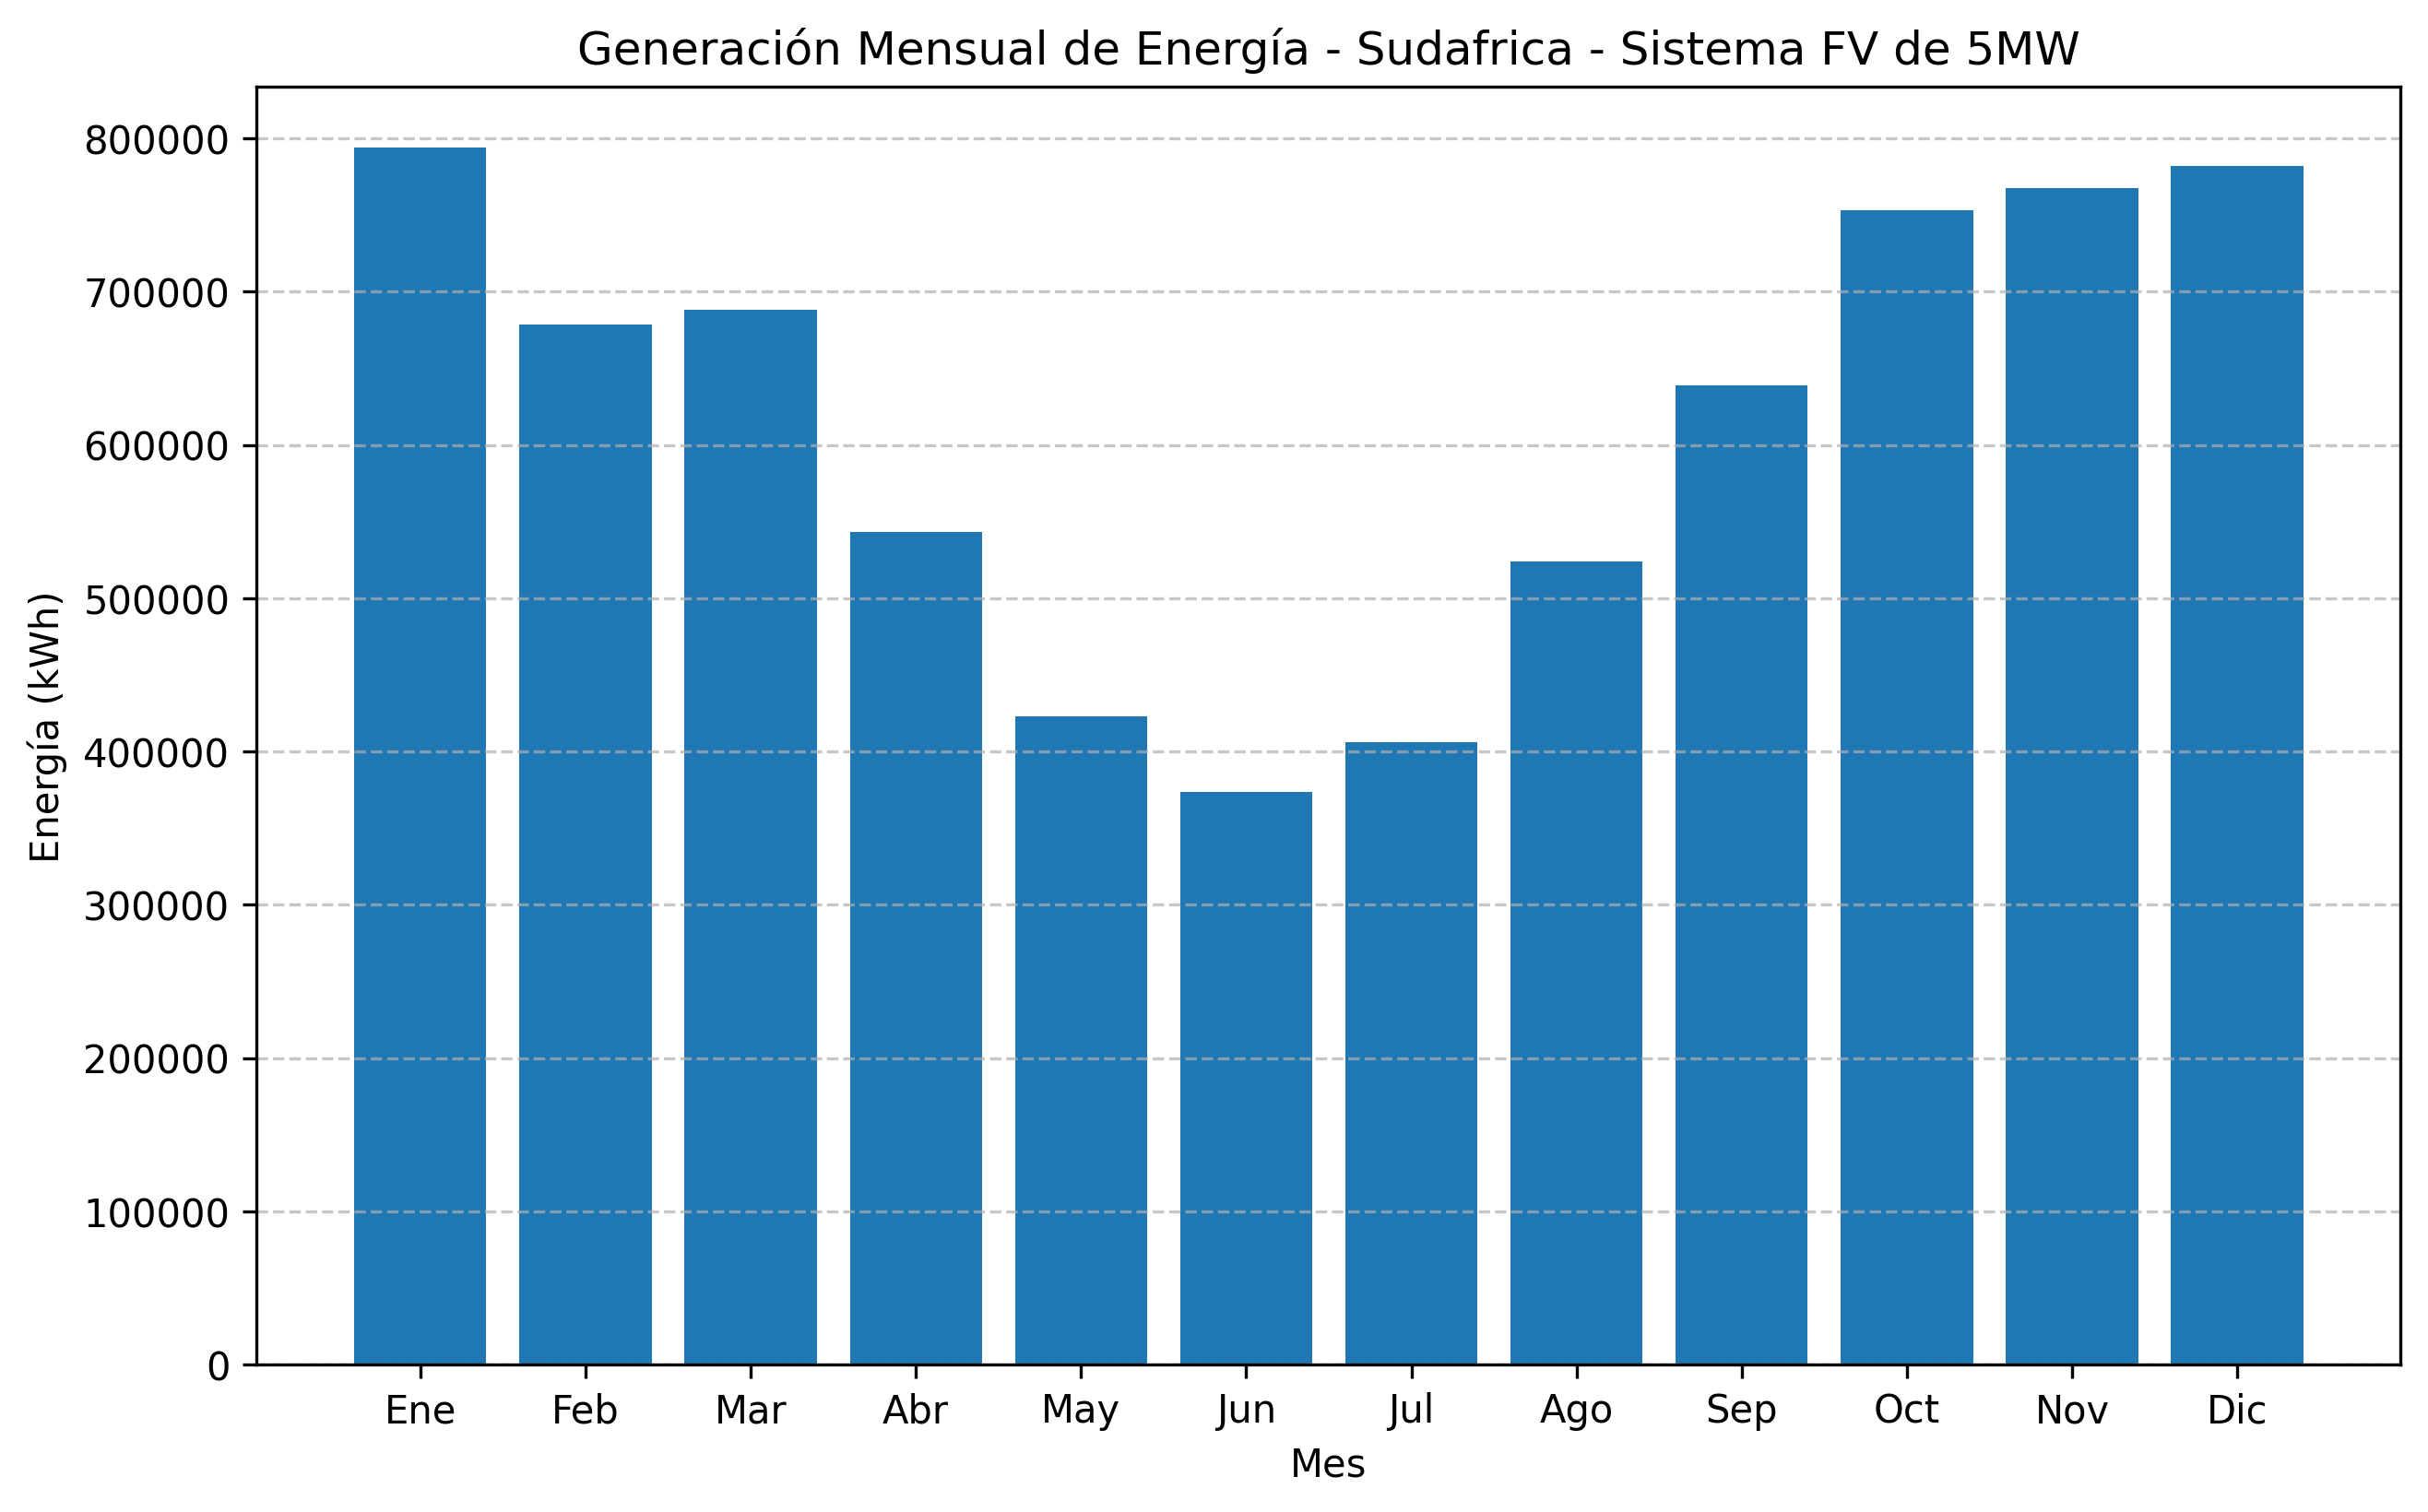 Generación Mensual de Energía - Sudafrica - Sistema FV de 5MW
Energía (kWh)
800000
700000
600000
500000
400000
300000
200000
100000
0
Ene Feb Mar Abr May Jun Jul Ago Sep Oct Nov Dic
Mes